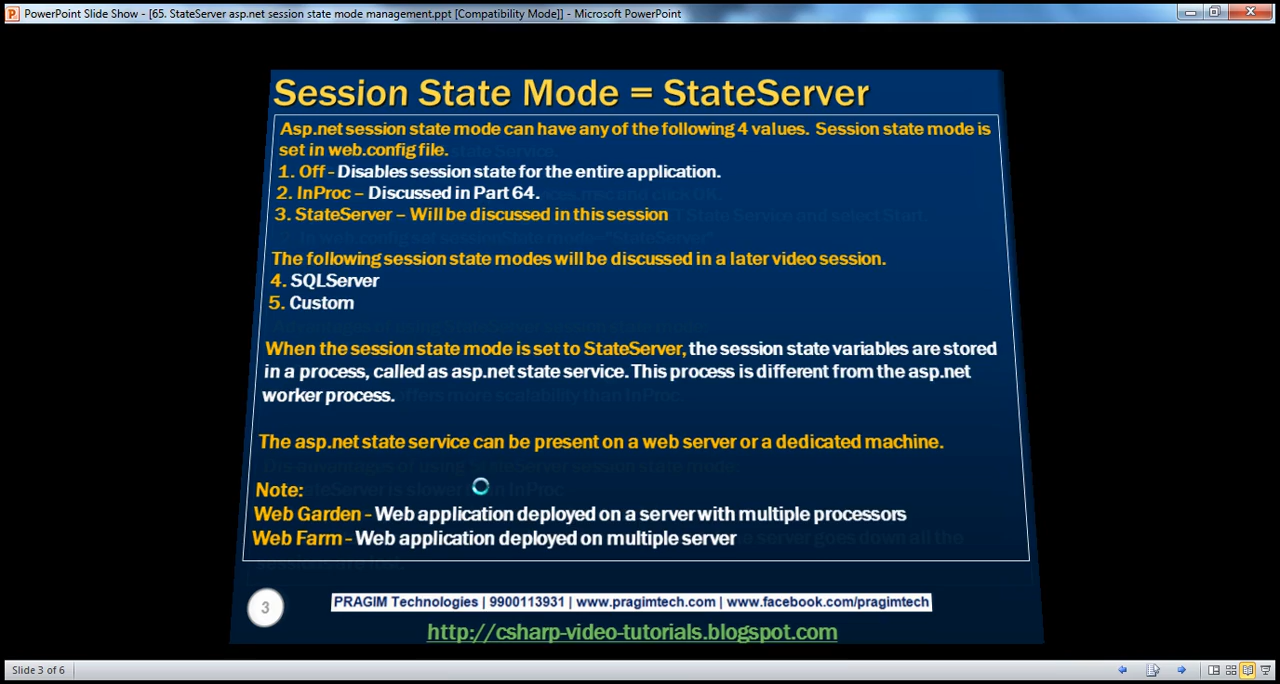 PowerPoint Slide Show - [65. StateServer asp.net session state mode management.ppt [Compatibility Mode]] - Microsoft PowerPoint
Session State Mode = StateServer
Asp.net session state mode can have any of the following 4 values. Session state mode is
set in web.config file.
1. Off - Disables session state for the entire application.
2. InProc – Discussed in Part 64.
3. StateServer – Will be discussed in this session
The following session state modes will be discussed in a later video session.
4. SQLServer
5. Custom
When the session state mode is set to StateServer, the session state variables are stored
in a process, called as asp.net state service. This process is different from the asp.net
worker process.
The asp.net state service can be present on a web server or a dedicated machine.
Note:
Web Garden - Web application deployed on a server with multiple processors
Web Farm - Web application deployed on multiple server
3
PRAGIM Technologies | 9900113931 | www.pragimtech.com | www.facebook.com/pragimtech
http://csharp-video-tutorials.blogspot.com
Slide 3 of 6